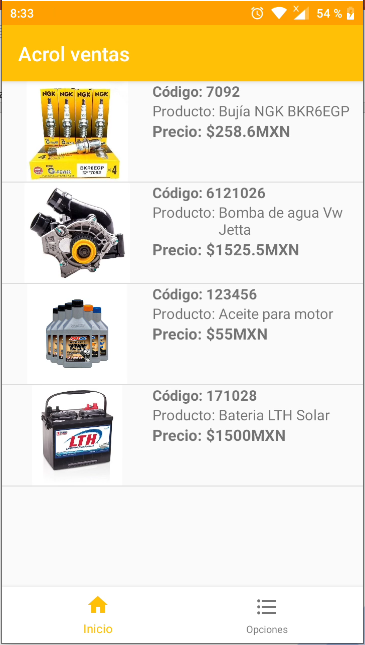 8:33
54 %
Acrol ventas
NGK NGK NGK NGK
BKR6EGP
4
Código: 7092
Producto: Bujía NGK BKR6EGP
Precio: $258.6MXN
Código: 6121026
Producto: Bomba de agua Vw
Jetta
Precio: $1525.5MXN
Código: 123456
Producto: Aceite para motor
Precio: $55MXN
LTH
Código: 171028
Producto: Bateria LTH Solar
Precio: $1500MXN
Inicio
Opciones